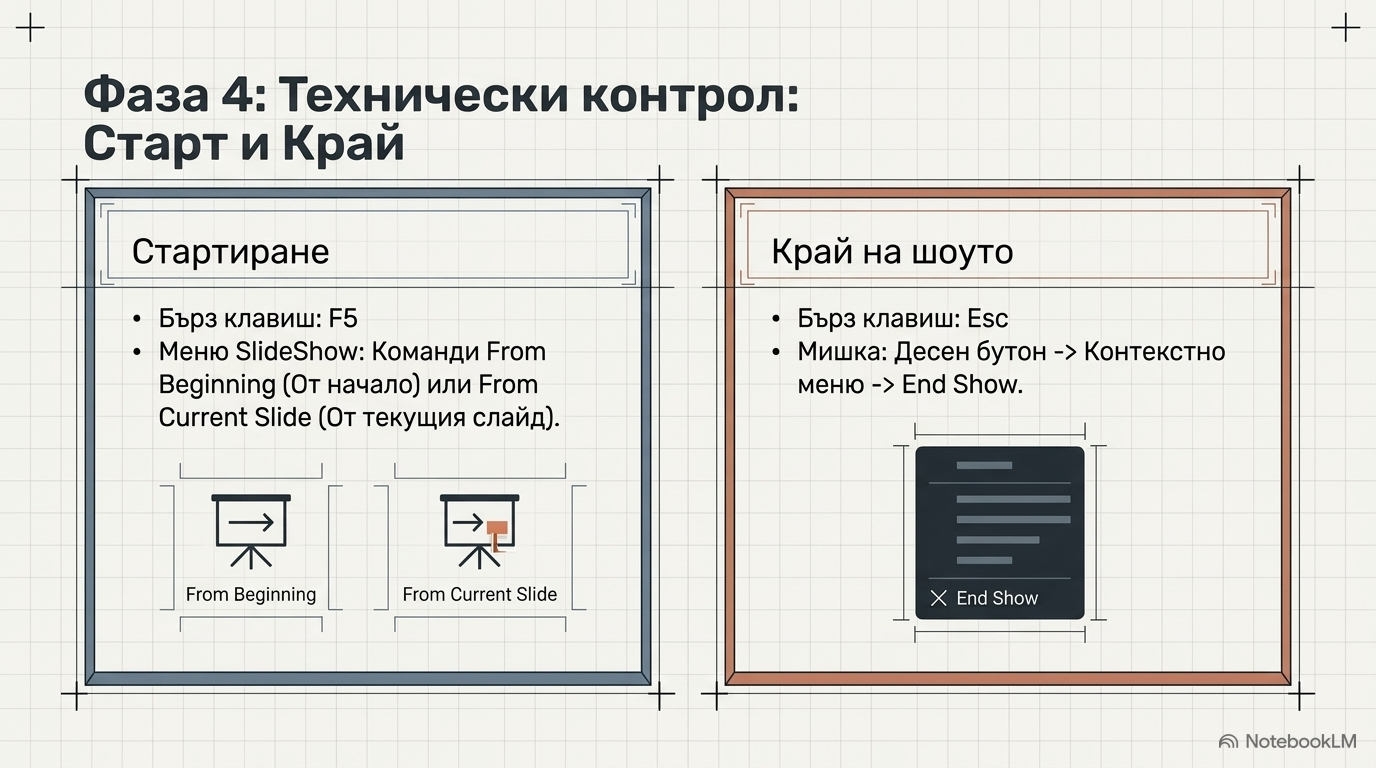 Фаза 4: Технически контрол:
Старт и Край
Стартиране
• Бърз клавиш: F5
• Меню SlideShow: Команди From
Beginning (От начало) или From
Current Slide (От текущия слайд).
From Beginning
From Current Slide
Край на шоуто
• Бърз клавиш: Esc
• Мишка: Десен бутон -> Контекстно
меню -> End Show.
End Show
NotebookLM